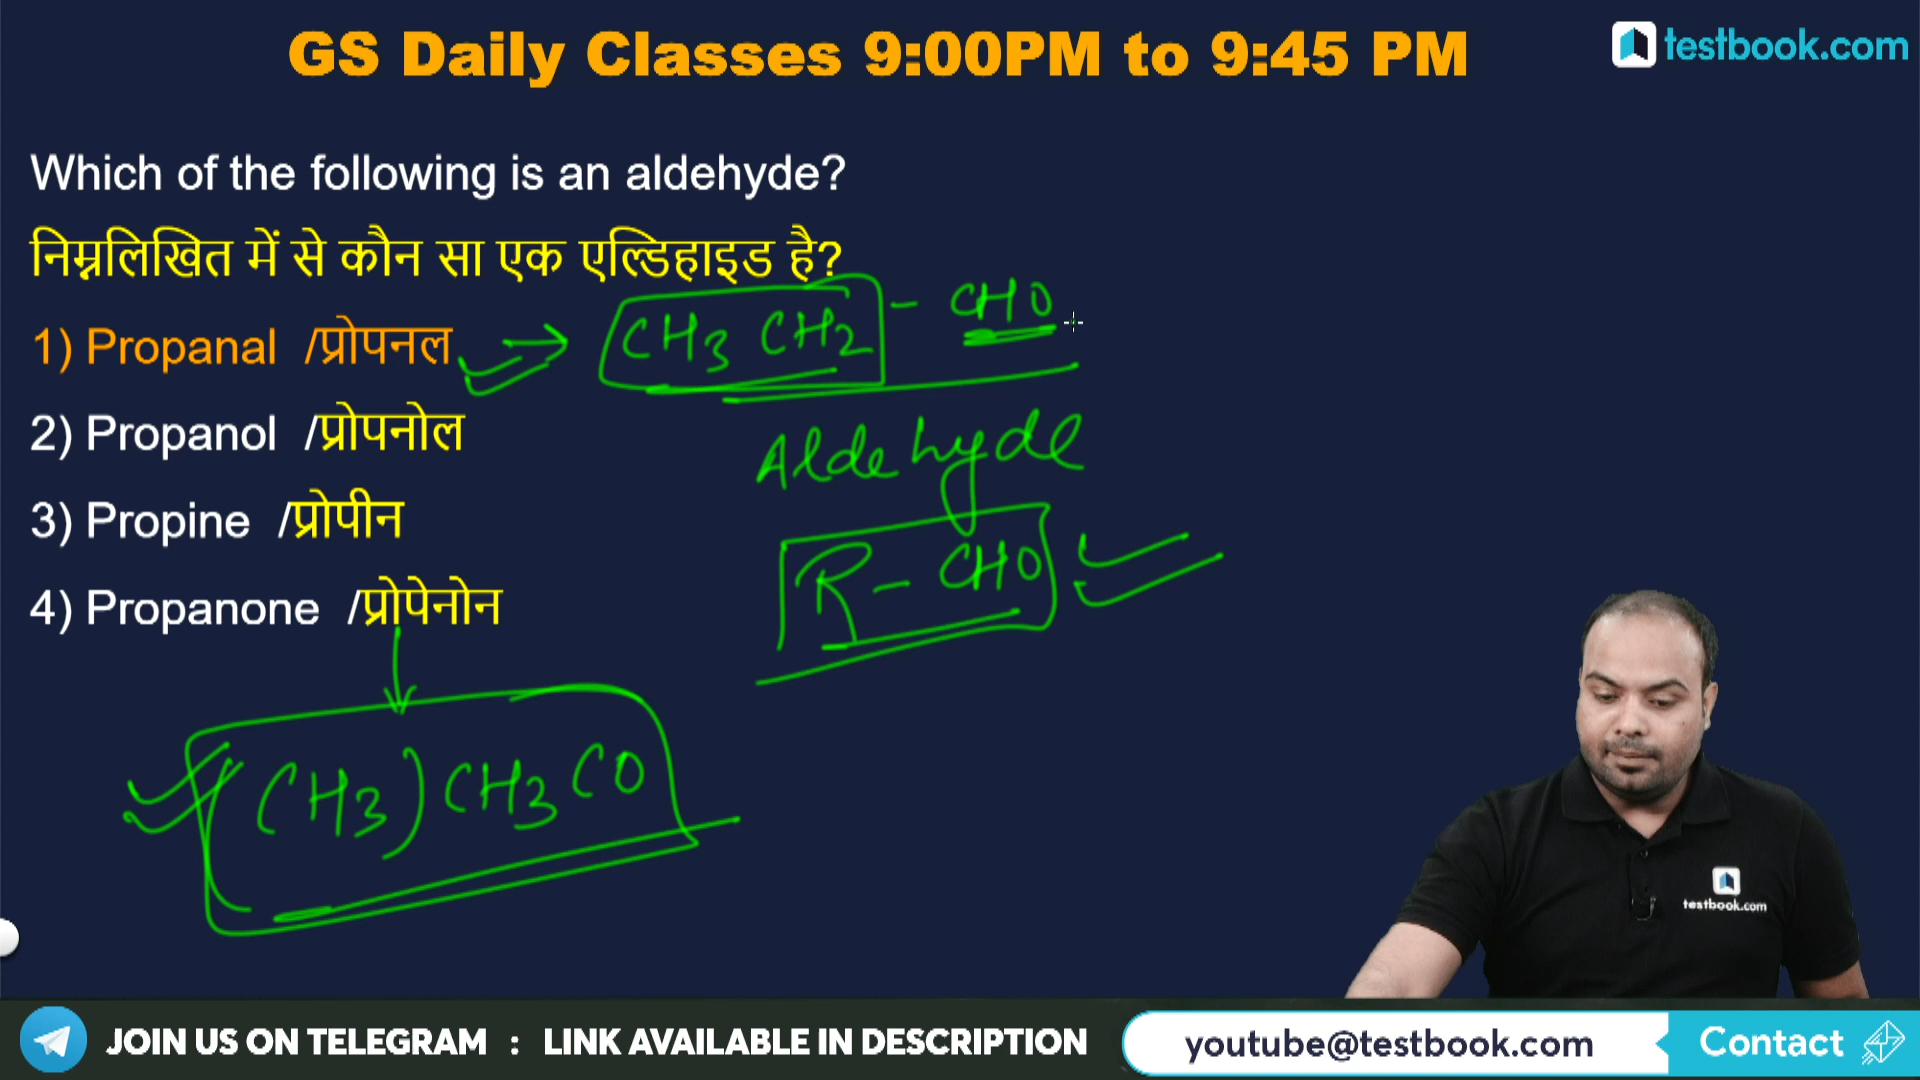 GS Daily Classes 9:00PM to 9:45 PM
testbook.com
Which of the following is an aldehyde?
निम्नलिखित में से कौन सा एक एल्डिहाइड है?
1) Propanal /प्रोपनल
CH3 CH2 - CHO
2) Propanol /प्रोपनोल
Aldehyde
3) Propine /प्रोपीन
R - CHO
4) Propanone /प्रोपेनोन
(CH3) CH3 CO
testbook.com
JOIN US ON TELEGRAM : LINK AVAILABLE IN DESCRIPTION
youtube@testbook.com
Contact